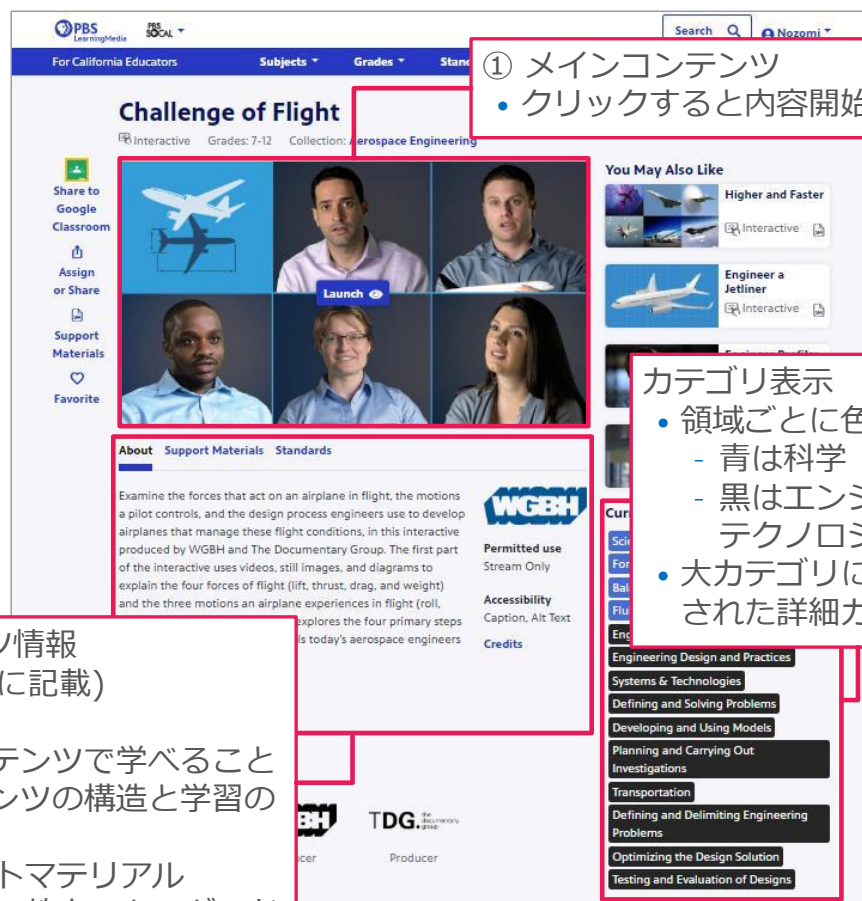 PBS
LearningMedia
PBS
SOCAL
Search
Nozomi
For California Educators
Subjects
Grades
① メインコンテンツ
• クリックすると内容開始
Challenge of Flight
Interactive Grades: 7-12 Collection: Aerospace Engineering
Share to
Google
Classroom
Assign
or Share
Support
Materials
Favorite
Launch
You May Also Like
Higher and Faster
Interactive
Engineer a
Jetliner
Interactive
カテゴリ表示
• 領域ごとに色
- 青は科学
- 黒はエンジ
テクノロジ
• 大カテゴリに
された詳細カ
About Support Materials Standards
Examine the forces that act on an airplane in flight, the motions
a pilot controls, and the design process engineers use to develop
airplanes that manage these flight conditions, in this interactive
produced by WGBH and The Documentary Group. The first part
of the interactive uses videos, still images, and diagrams to
explain the four forces of flight (lift, thrust, drag, and weight)
and the three motions an airplane experiences in flight (roll,
explores the four primary steps
today's aerospace engineers
WGBH
Permitted use
Stream Only
Accessibility
Caption, Alt Text
Credits
Engineering Design and Practices
Systems & Technologies
Defining and Solving Problems
Developing and Using Models
Planning and Carrying Out
Investigations
Transportation
Defining and Delimiting Engineering
Problems
Optimizing the Design Solution
Testing and Evaluation of Designs
ツ情報
に記載)
テンツで学べること
ンツの構造と学習の
トマテリアル
TDG.
the
documentary
group
Producer